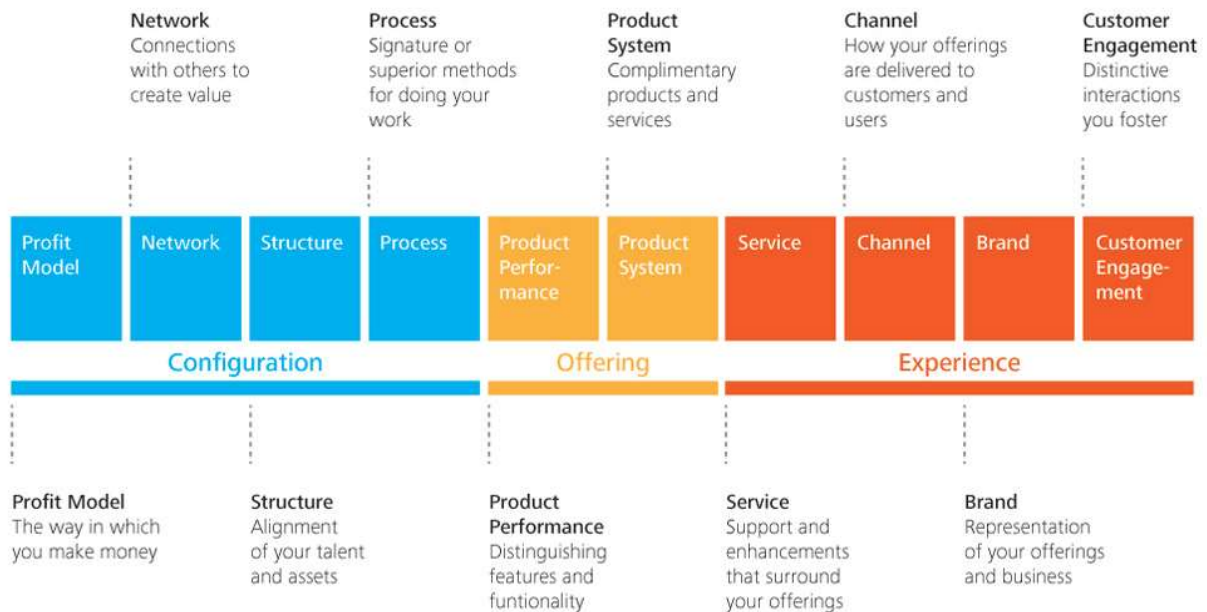 Network
Connections
with others to
create value
Process
Signature or
superior methods
for doing your
work
Product
System
Complimentary
products and
services
Channel
How your offerings
are delivered to
customers and
users
Customer
Engagement
Distinctive
interactions
you foster
Profit
Model
Network
Structure
Process
Product
Perfor-
mance
Product
System
Service
Channel
Brand
Customer
Engage-
ment
Configuration
Offering
Experience
Profit Model
The way in which
you make money
Structure
Alignment
of your talent
and assets
Product
Performance
Distinguishing
features and
funtionality
Service
Support and
enhancements
that surround
your offerings
Brand
Representation
of your offerings
and business